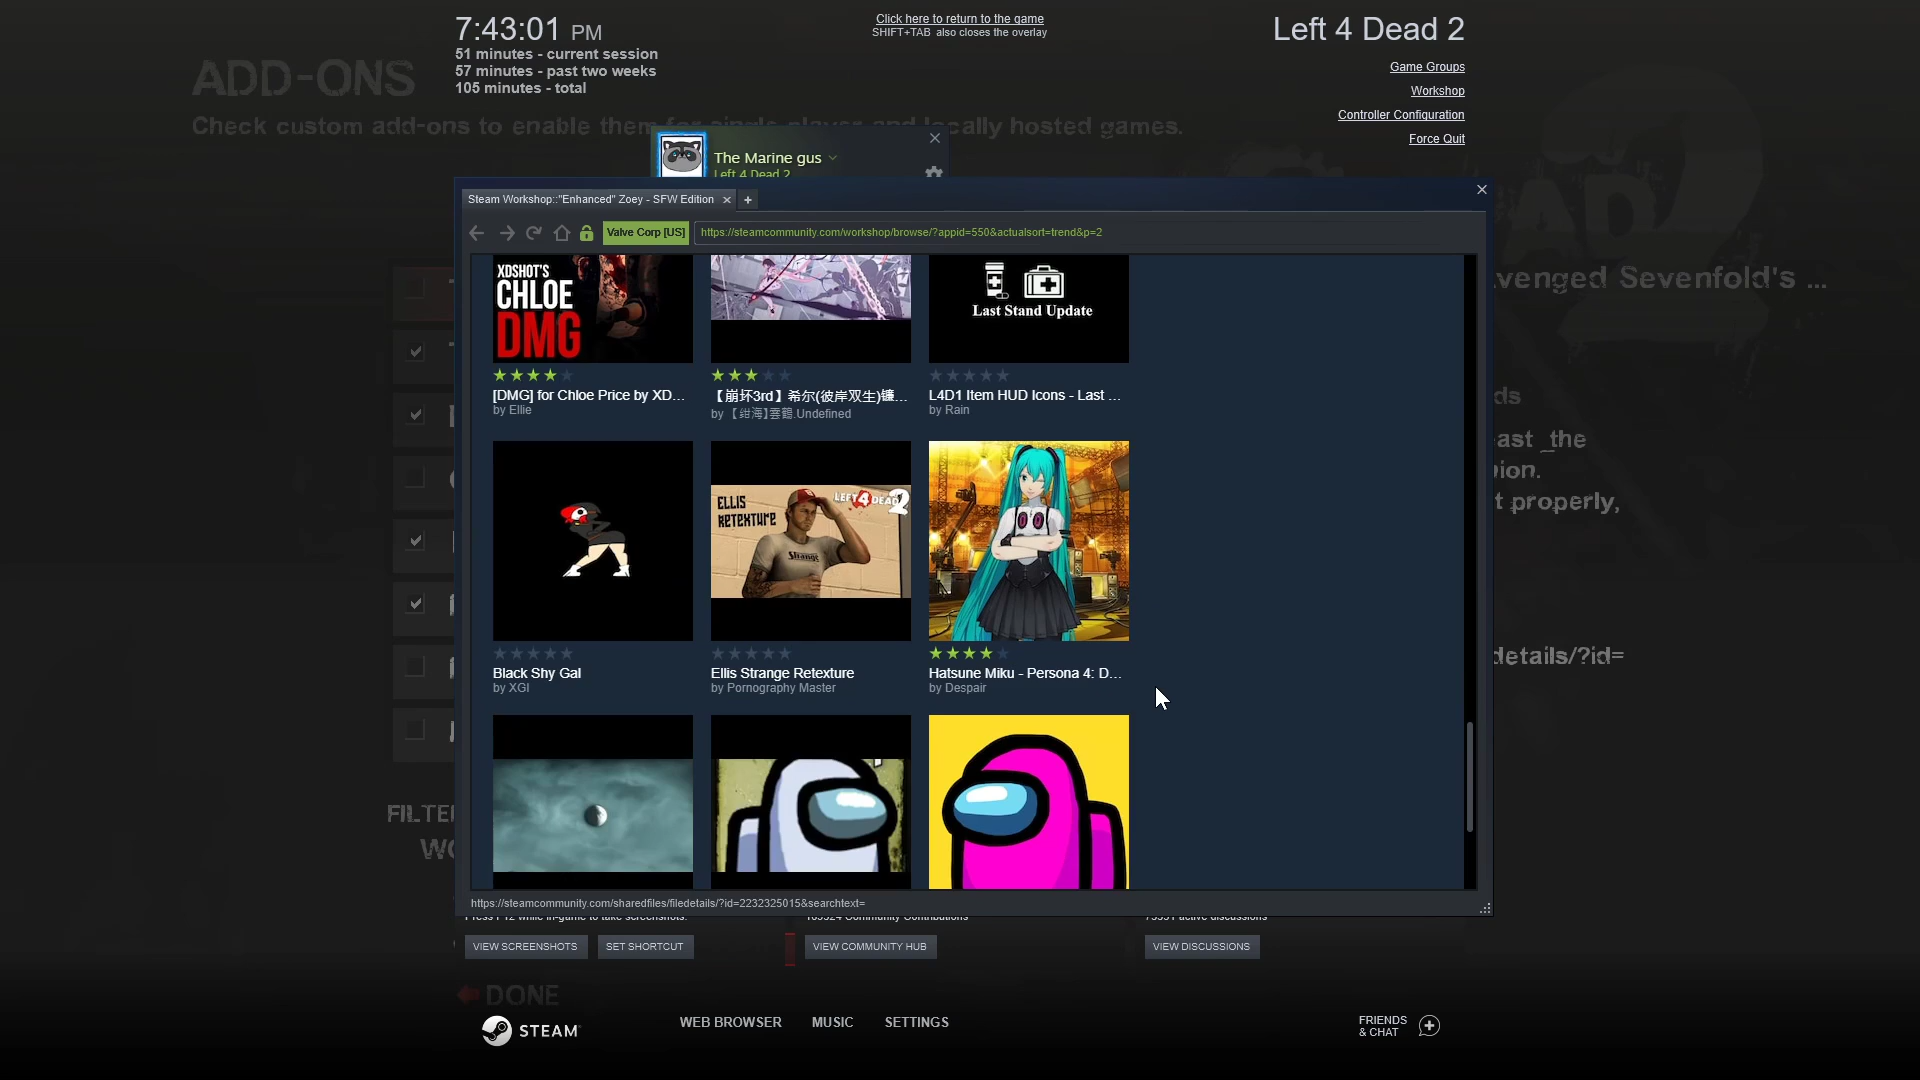 7:43:01 PM
51 minutes - current session
57 minutes - past two weeks
105 minutes - total
Click here to return to the game
SHIFT+TAB also closes the overlay
Left 4 Dead 2
Game Groups
Workshop
Controller Configuration
Force Quit
ADD-ONS
Check custom add-ons to enable them for single player and locally hosted games.
The Marine gus
Left 4 Dead 2
Steam Workshop::"Enhanced" Zoey - SFW Edition
Valve Corp [US]
https://steamcommunity.com/workshop/browse/?appid=550&actualsort=trend&p=2
XDSHOT'S
CHLOE
DMG
Last Stand Update
[DMG] for Chloe Price by XD...
by Ellie
【崩坏3rd】希尔(彼岸双生)镰...
L4D1 Item HUD Icons - Last ...
by Rain
venged Sevenfold's ...
ds
east_the
ion.
t properly,
details/?id=
ELLIS
RETEXTURE
LEFT 4 DEAD 2
Strange
Black Shy Gal
by XGI
Ellis Strange Retexture
by Pornography Master
Hatsune Miku - Persona 4: D...
by Despair
FILTE
WO
https://steamcommunity.com/sharedfiles/filedetails/?id=2232325015&searchtext=
Press F12 while in-game to take screenshots.
Community Contributions
active discussions
VIEW SCREENSHOTS
SET SHORTCUT
VIEW COMMUNITY HUB
VIEW DISCUSSIONS
DONE
STEAM
WEB BROWSER
MUSIC
SETTINGS
FRIENDS
& CHAT